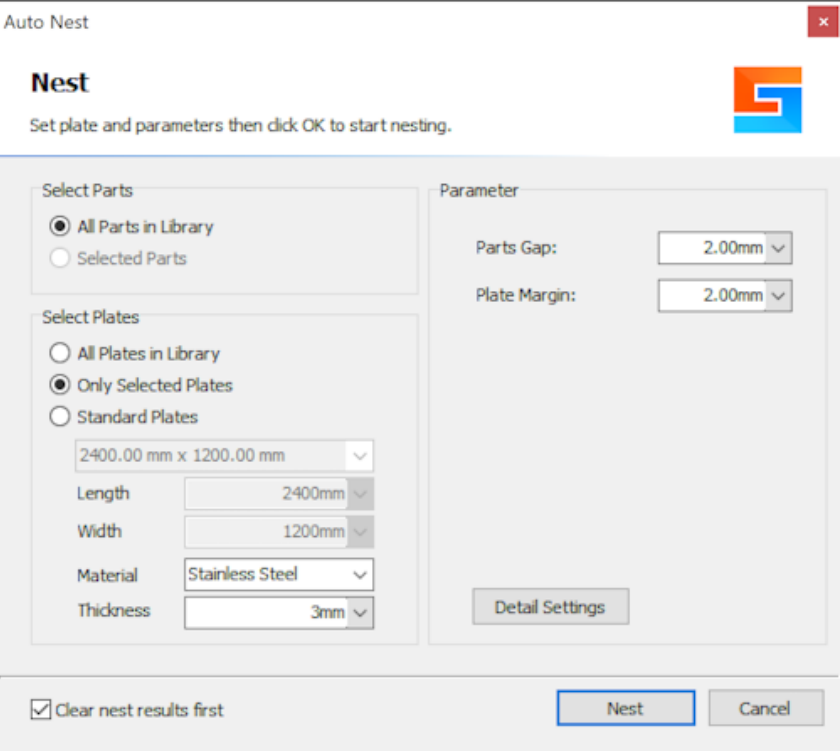 Auto Nest
Nest
Set plate and parameters then click OK to start nesting.
Select Parts
All Parts in Library
Selected Parts
Select Plates
All Plates in Library
Only Selected Plates
Standard Plates
2400.00 mm x 1200.00 mm
Length 2400mm
Width 1200mm
Material Stainless Steel
Thickness 3mm
Parameter
Parts Gap: 2.00mm
Plate Margin: 2.00mm
Detail Settings
Clear nest results first
Nest Cancel